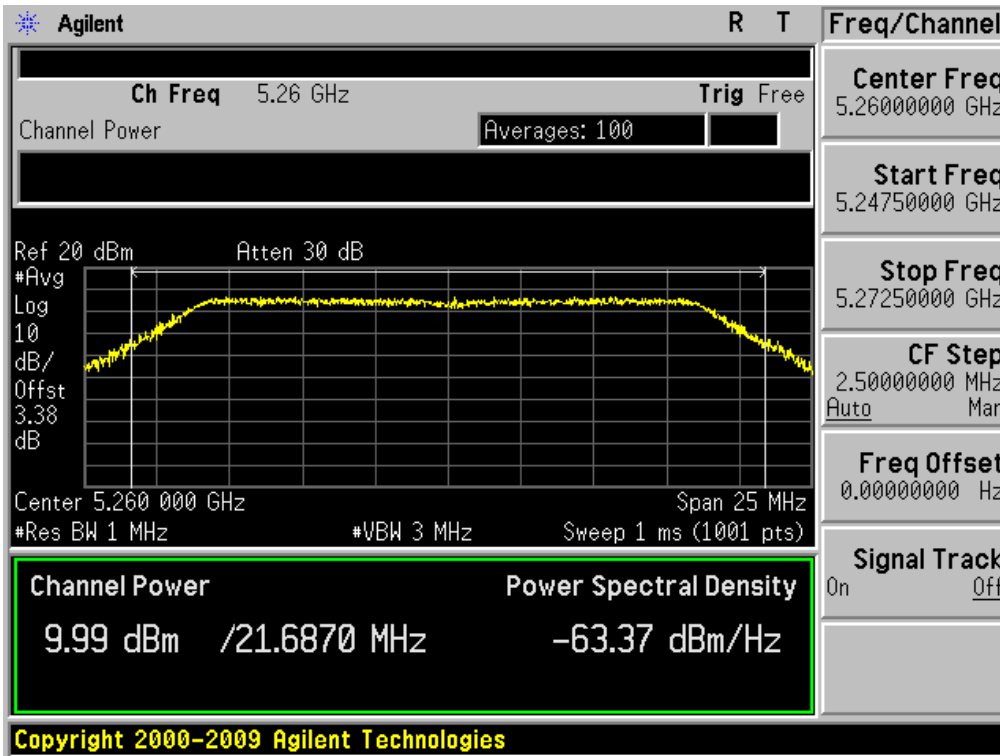 Agilent R T Freq/Channel
Ch Freq 5.26 GHz Trig Free
Channel Power Averages: 100
Center Freq
5.26000000 GHz
Start Freq
5.24750000 GHz
Stop Freq
5.27250000 GHz
CF Step
2.50000000 MHz
Auto Man
Freq Offset
0.00000000 Hz
Signal Track
On Off
Ref 20 dBm Atten 30 dB
#Avg
Log
10
dB/
Offst
3.38
dB
Center 5.260 000 GHz Span 25 MHz
#Res BW 1 MHz #VBW 3 MHz Sweep 1 ms (1001 pts)
Channel Power Power Spectral Density
9.99 dBm /21.6870 MHz -63.37 dBm/Hz
Copyright 2000-2009 Agilent Technologies